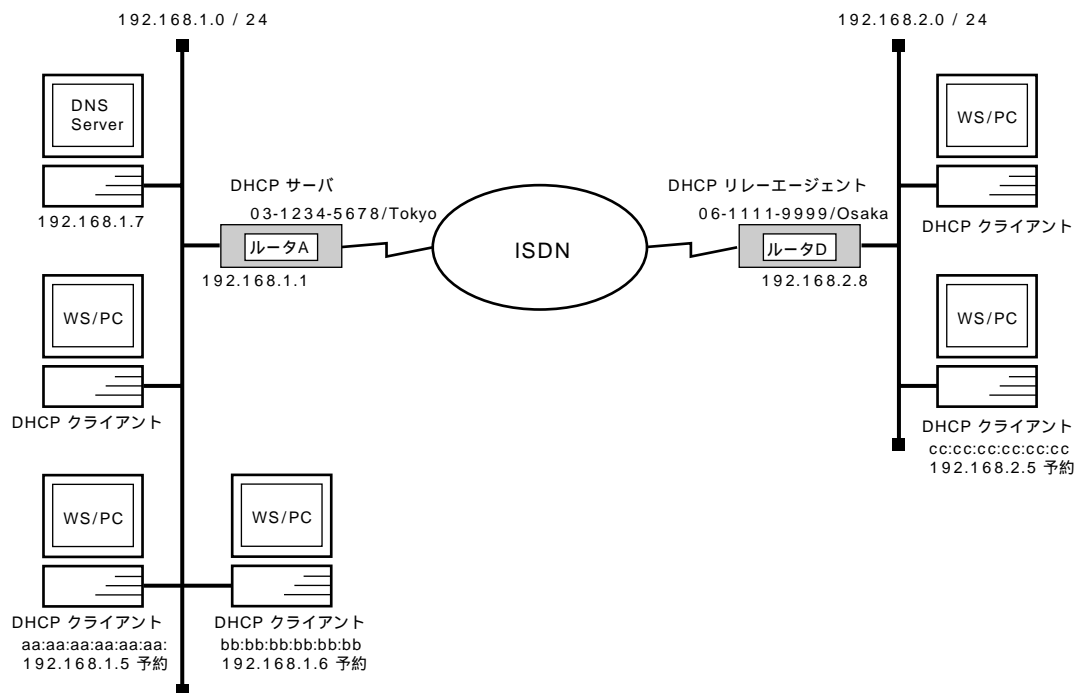 192.168.1.0 / 24
192.168.2.0 / 24
DNS
Server
192.168.1.7
DHCP サーバ
03-1234-5678/Tokyo
ルータA
192.168.1.1
ISDN
DHCP リレーエージェント
06-1111-9999/Osaka
ルータD
192.168.2.8
WS/PC
DHCP クライアント
WS/PC
DHCP クライアント
WS/PC
DHCP クライアント
cc:cc:cc:cc:cc:cc
192.168.2.5 予約
WS/PC
DHCP クライアント
aa:aa:aa:aa:aa:aa:
192.168.1.5 予約
WS/PC
DHCP クライアント
bb:bb:bb:bb:bb:bb
192.168.1.6 予約